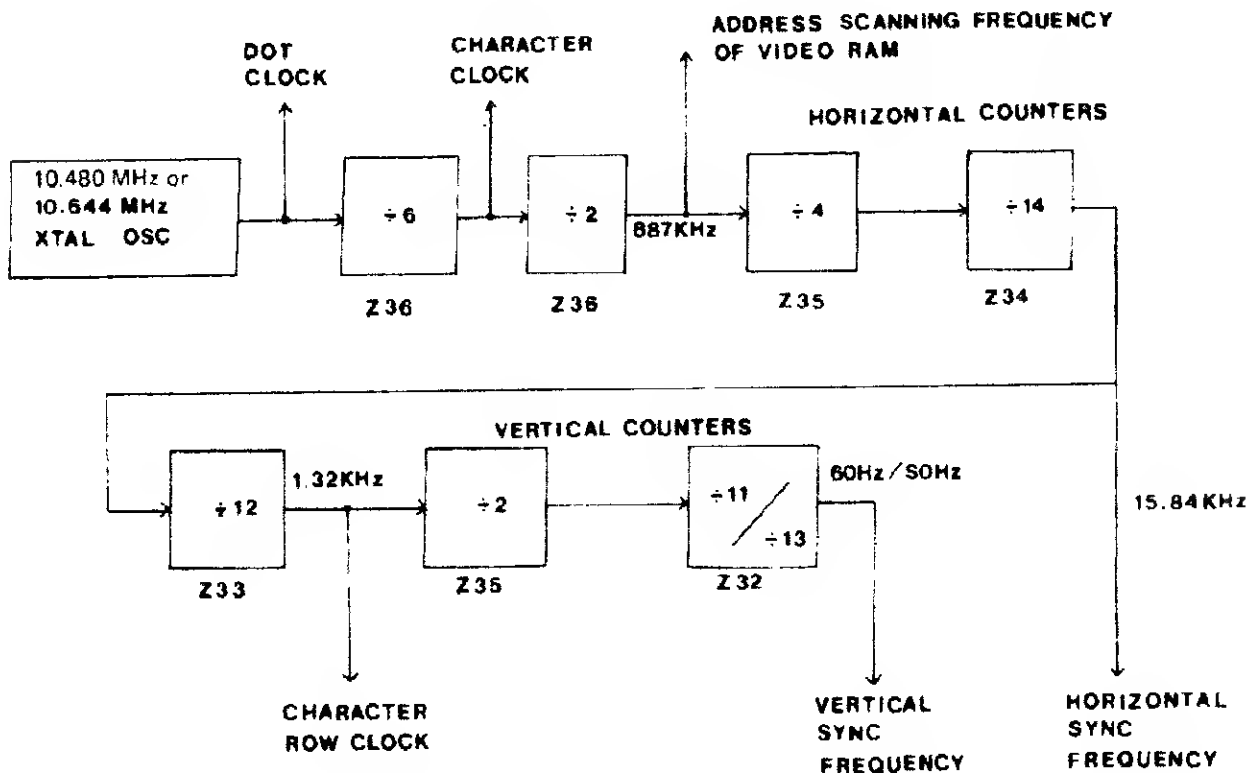 ADDRESS SCANNING FREQUENCY
OF VIDEO RAM
DOT
CLOCK
CHARACTER
CLOCK
HORIZONTAL COUNTERS
10.480 MHz or
10.644 MHz
XTAL OSC
÷6
÷2
887KHz
÷4
÷14
Z36
Z36
Z35
Z34
VERTICAL COUNTERS
÷12
1.32KHz
÷2
÷11
÷13
60Hz/50Hz
15.84KHz
Z33
Z35
Z32
CHARACTER
ROW CLOCK
VERTICAL
SYNC
FREQUENCY
HORIZONTAL
SYNC
FREQUENCY